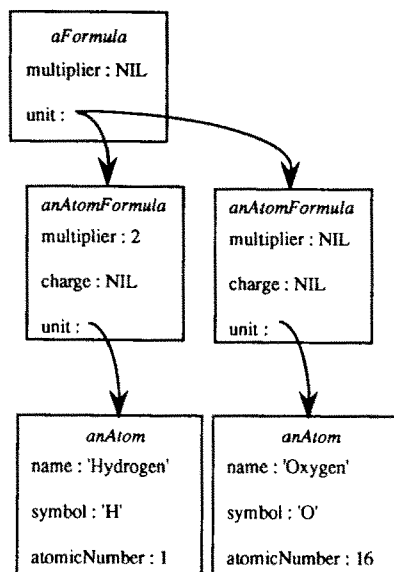 aFormula
multiplier : NIL
unit :
anAtomFormula
multiplier : 2
charge : NIL
unit :
anAtomFormula
multiplier : NIL
charge : NIL
unit :
anAtom
name : 'Hydrogen'
symbol : 'H'
atomicNumber : 1
anAtom
name : 'Oxygen'
symbol : 'O'
atomicNumber : 16